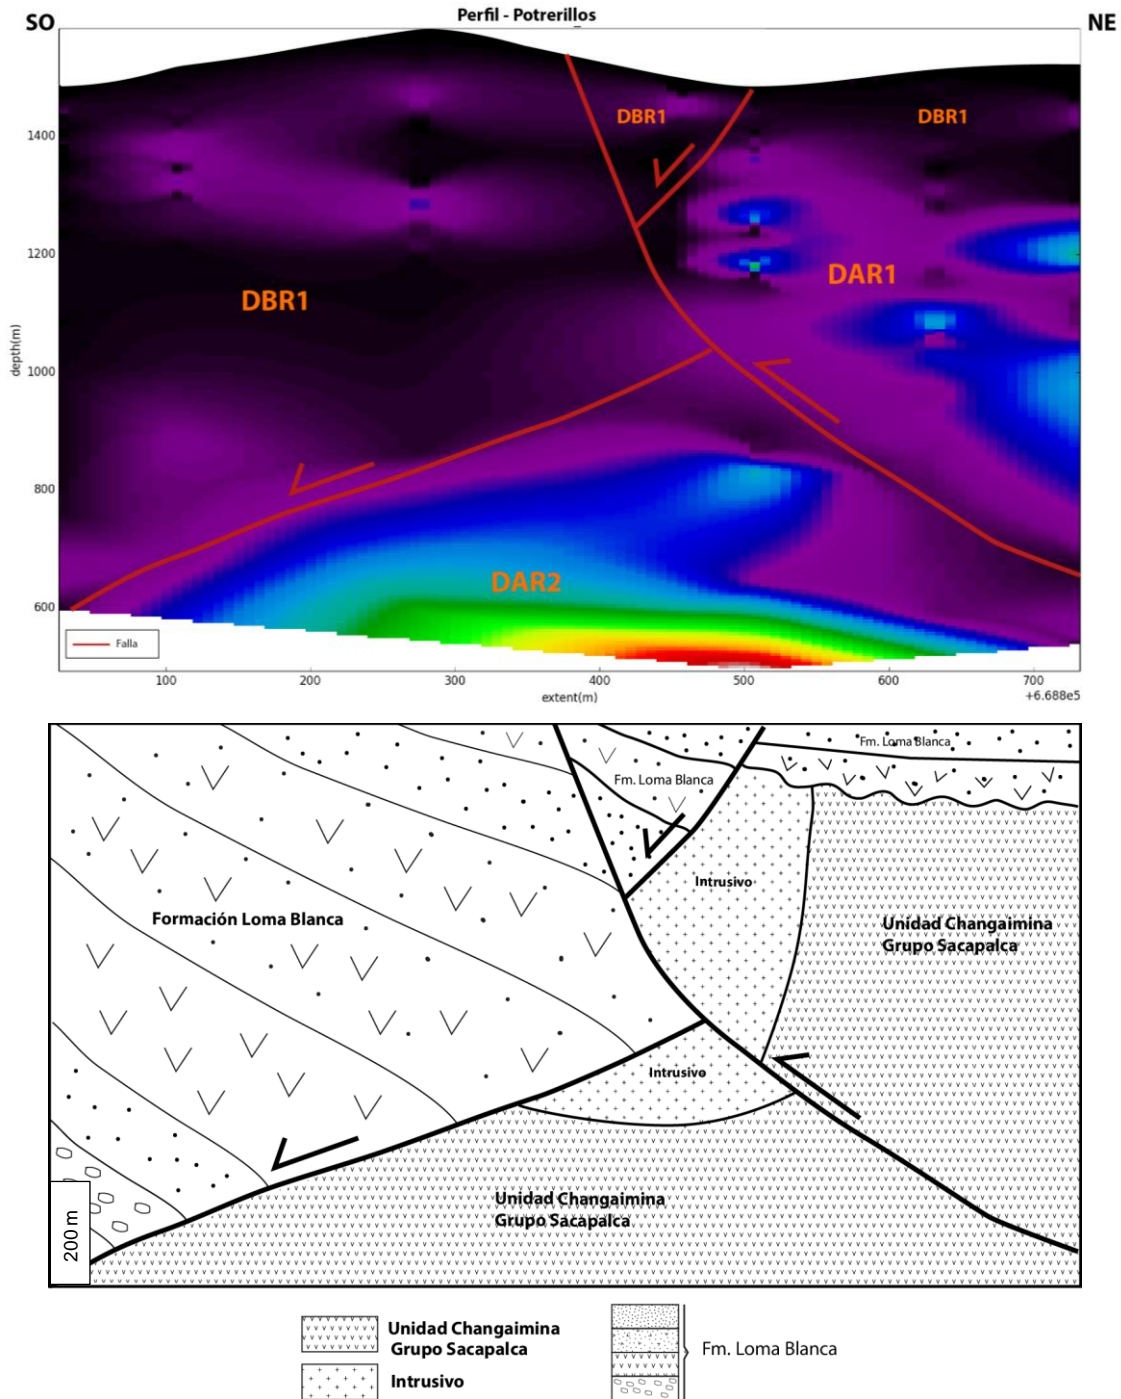 SO
Perfil - Potrerillos
NE
DBR1
DBR1
DBR1
DAR1
DAR2
1400
1200
1000
800
600
depth(m)
Falla
100
200
300
400
500
600
700
extent(m)
+6.688e5
Fm. Loma Blanca
Fm. Loma Blanca
Intrusivo
Formación Loma Blanca
Unidad Changaimina
Grupo Sacapalca
Intrusivo
Unidad Changaimina
Grupo Sacapalca
200 m
Unidad Changaimina
Grupo Sacapalca
Intrusivo
Fm. Loma Blanca